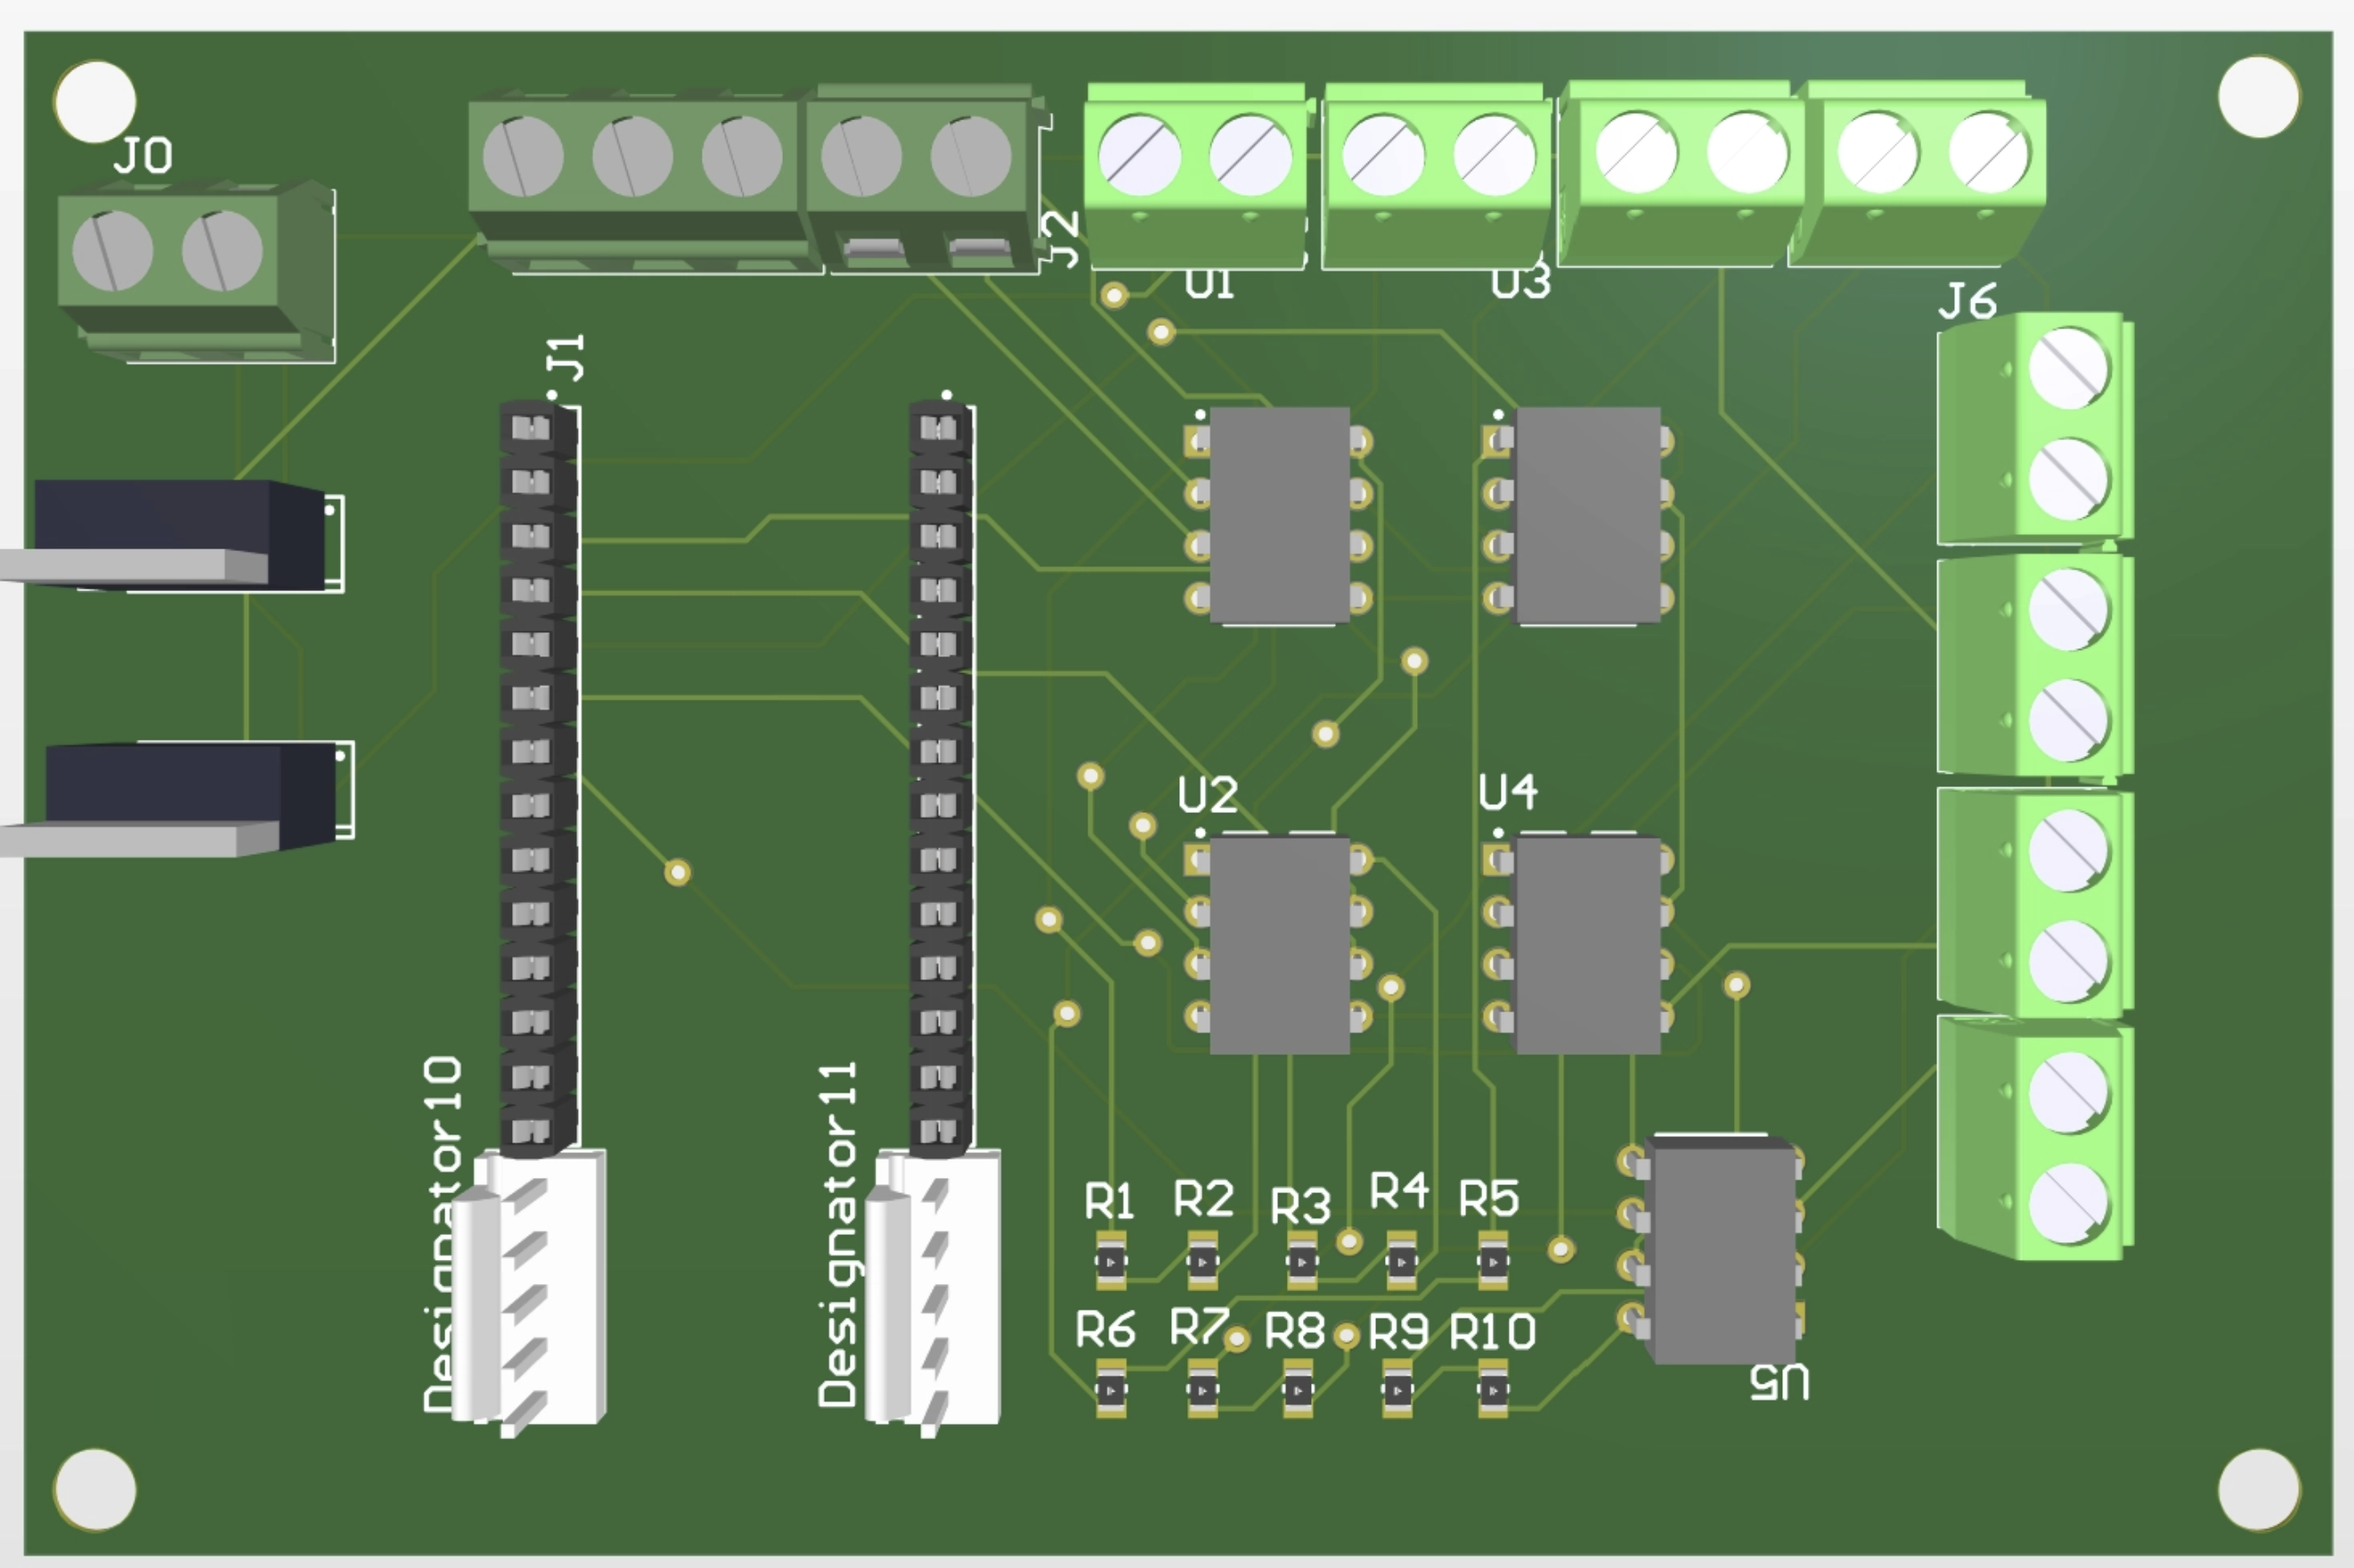 J0
J2
U1
U3
J6
J1
U2
U4
Designator10
Designator11
R1
R2
R3
R4
R5
R6
R7
R8
R9
R10
U5